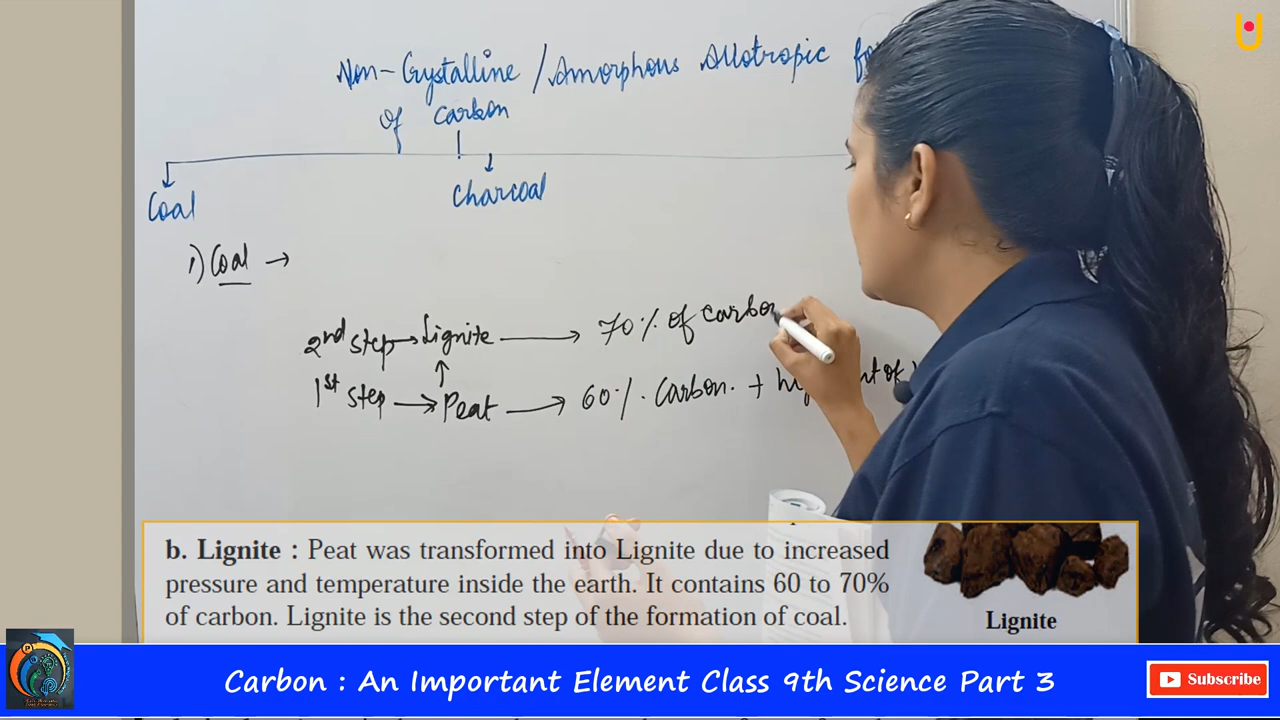 Non-Crystalline / Amorphous Allotropic
of carbon
Coal
Charcoal
1) Coal →
2nd step → Lignite → 70% of carbon
1st step → Peat → 60% Carbon. +
b. Lignite : Peat was transformed into Lignite due to increased
pressure and temperature inside the earth. It contains 60 to 70%
of carbon. Lignite is the second step of the formation of coal.
Lignite
Carbon : An Important Element Class 9th Science Part 3
Subscribe